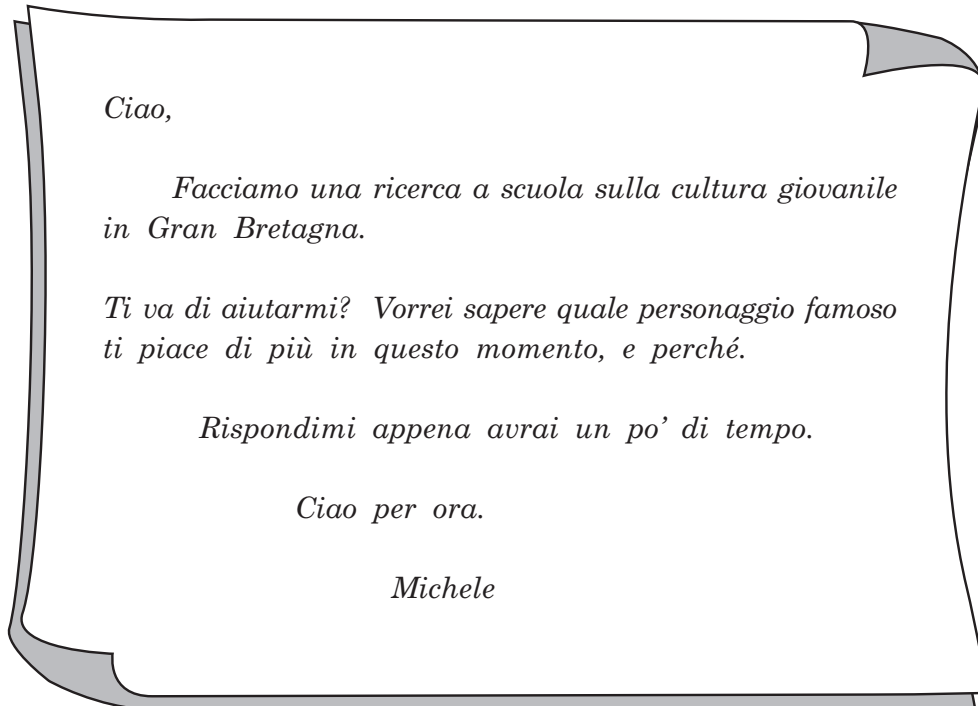 Ciao,
Facciamo una ricerca a scuola sulla cultura giovanile
in Gran Bretagna.
Ti va di aiutarmi? Vorrei sapere quale personaggio famoso
ti piace di più in questo momento, e perché.
Rispondimi appena avrai un po’ di tempo.
Ciao per ora.
Michele